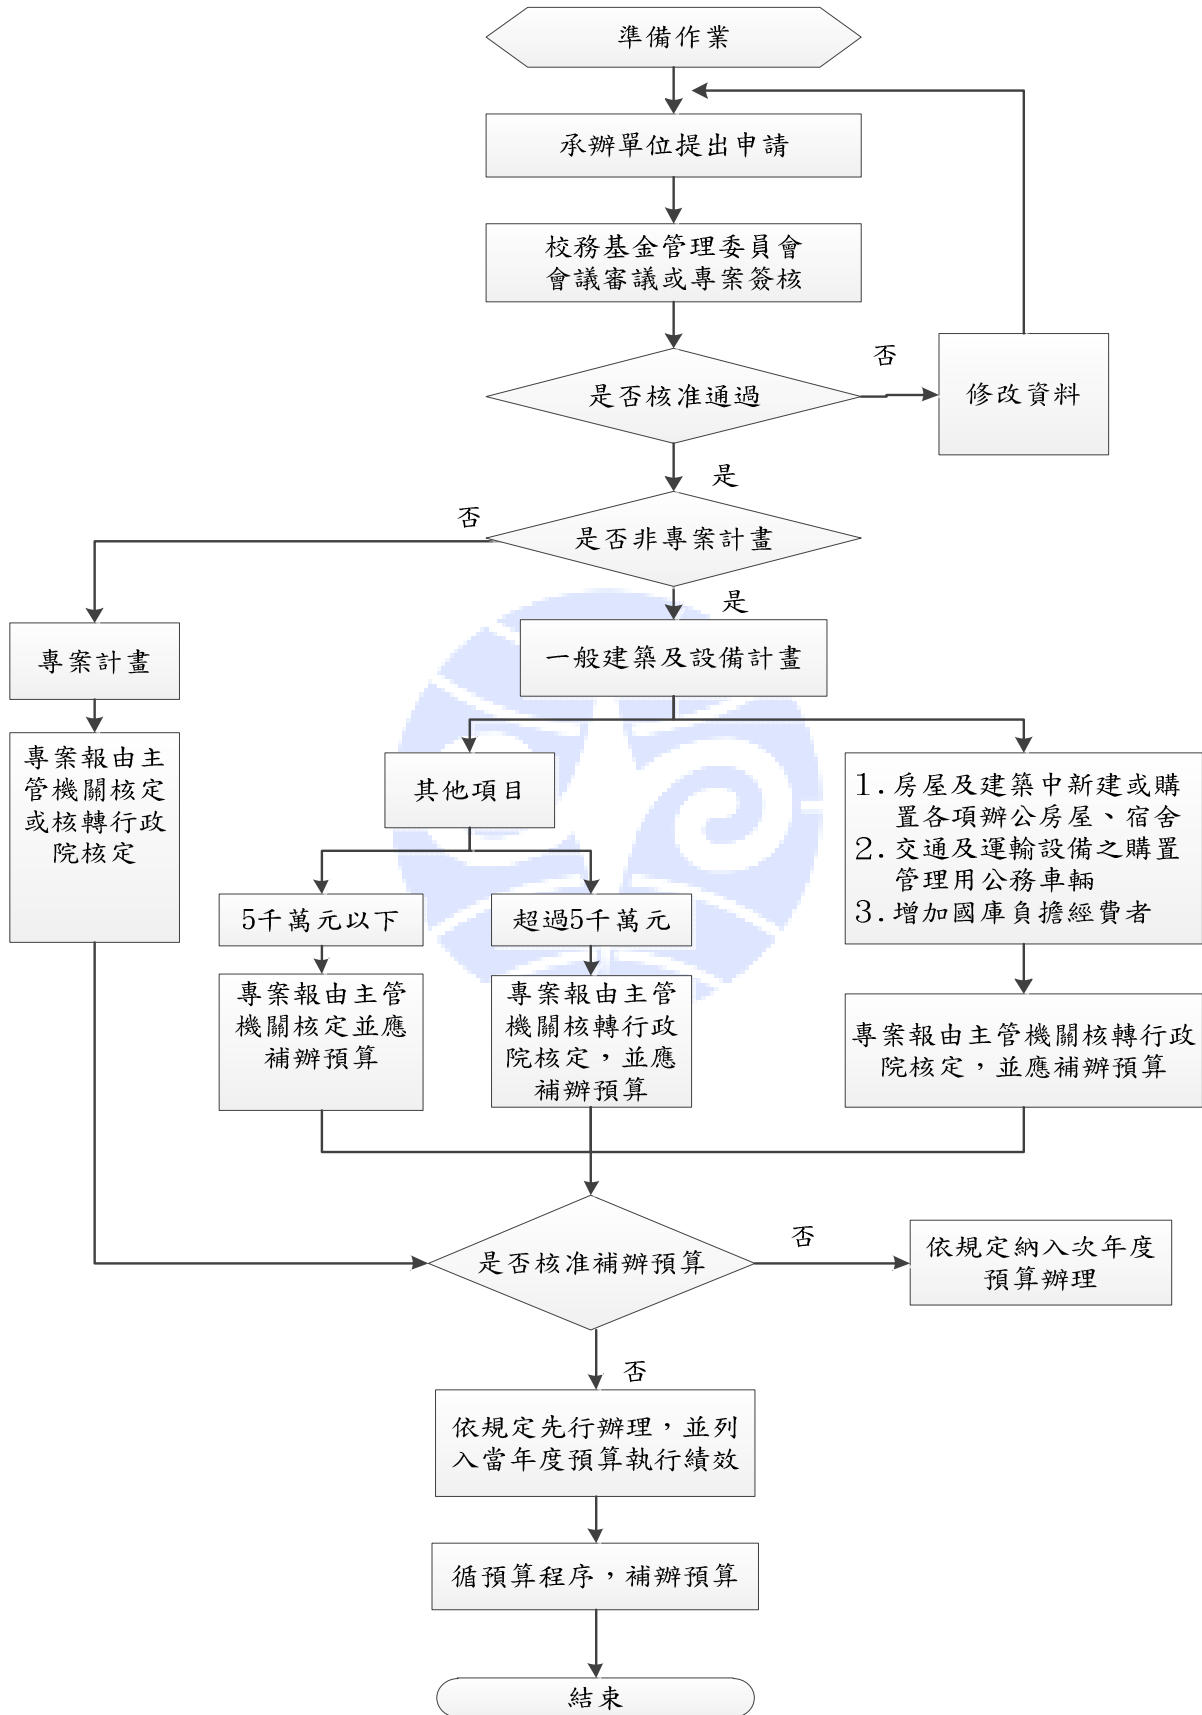 準備作業
承辦單位提出申請
校務基金管理委員會
會議審議或專案簽核
是否核准通過
否
修改資料
是
否
是否非專案計畫
是
專案計畫
一般建築及設備計畫
專案報由主
管機關核定
或核轉行政
院核定
其他項目
1.房屋及建築中新建或購
置各項辦公房屋、宿舍
2.交通及運輸設備之購置
管理用公務車輛
3.增加國庫負擔經費者
5千萬元以下
超過5千萬元
專案報由主管
機關核定並應
補辦預算
專案報由主管
機關核轉行政
院核定，並應
補辦預算
專案報由主管機關核轉行政
院核定，並應補辦預算
是否核准補辦預算
否
依規定納入次年度
預算辦理
否
依規定先行辦理，並列
入當年度預算執行績效
循預算程序，補辦預算
結束